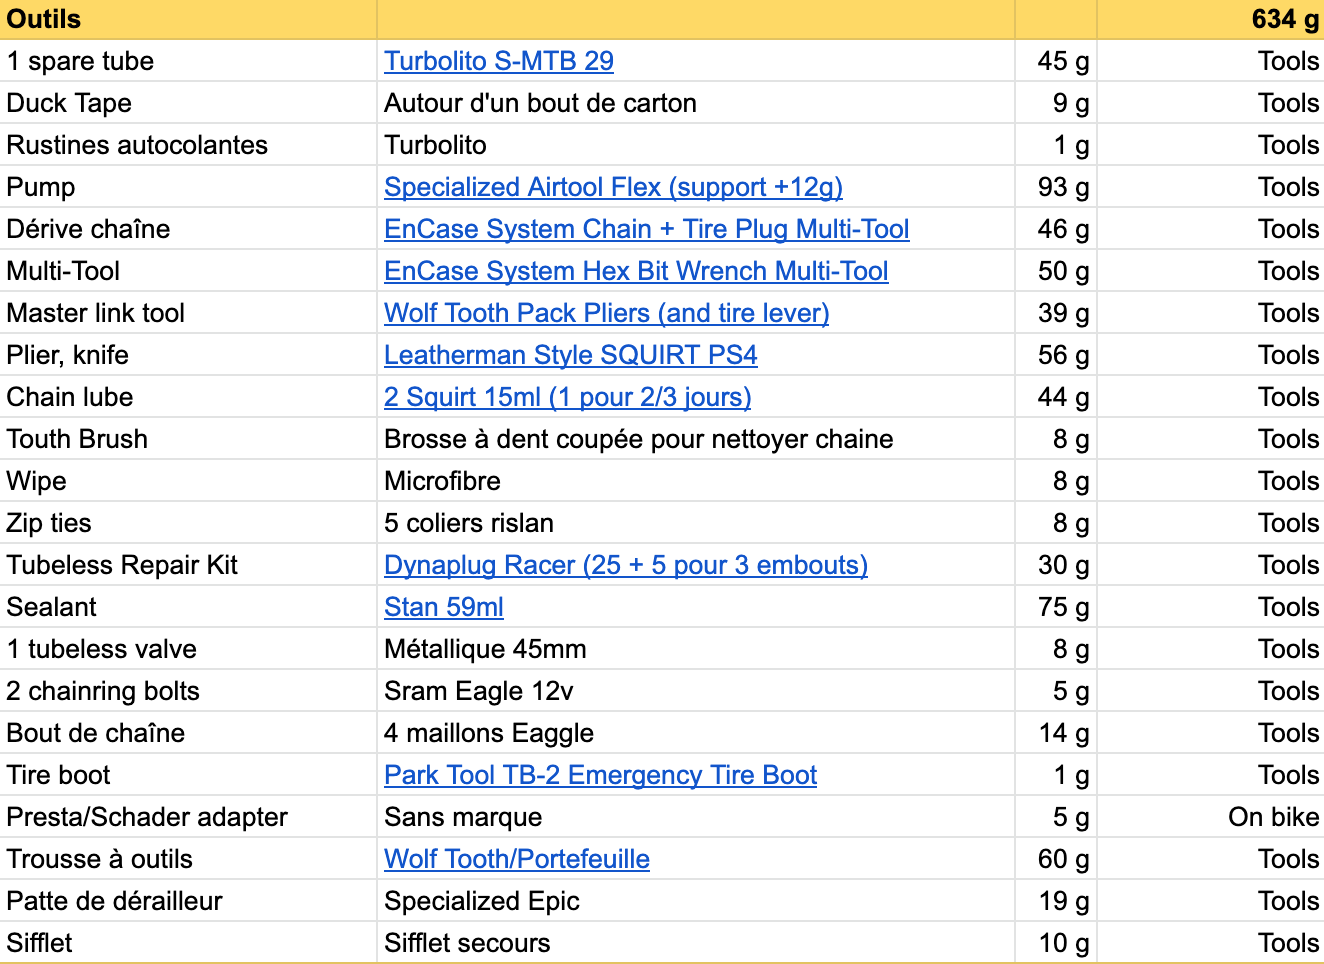 Outils 634 g
1 spare tube Turbolito S-MTB 29 45 g Tools
Duck Tape Autour d'un bout de carton 9 g Tools
Rustines autocolantes Turbolito 1 g Tools
Pump Specialized Airtool Flex (support +12g) 93 g Tools
Dérive chaîne EnCase System Chain + Tire Plug Multi-Tool 46 g Tools
Multi-Tool EnCase System Hex Bit Wrench Multi-Tool 50 g Tools
Master link tool Wolf Tooth Pack Pliers (and tire lever) 39 g Tools
Plier, knife Leatherman Style SQUIRT PS4 56 g Tools
Chain lube 2 Squirt 15ml (1 pour 2/3 jours) 44 g Tools
Touth Brush Brosse à dent coupée pour nettoyer chaine 8 g Tools
Wipe Microfibre 8 g Tools
Zip ties 5 coliers rislan 8 g Tools
Tubeless Repair Kit Dynaplug Racer (25 + 5 pour 3 embouts) 30 g Tools
Sealant Stan 59ml 75 g Tools
1 tubeless valve Métallique 45mm 8 g Tools
2 chainring bolts Sram Eagle 12v 5 g Tools
Bout de chaîne 4 maillons Eaggle 14 g Tools
Tire boot Park Tool TB-2 Emergency Tire Boot 1 g Tools
Presta/Schader adapter Sans marque 5 g On bike
Trousse à outils Wolf Tooth/Portefeuille 60 g Tools
Patte de dérailleur Specialized Epic 19 g Tools
Sifflet Sifflet secours 10 g Tools